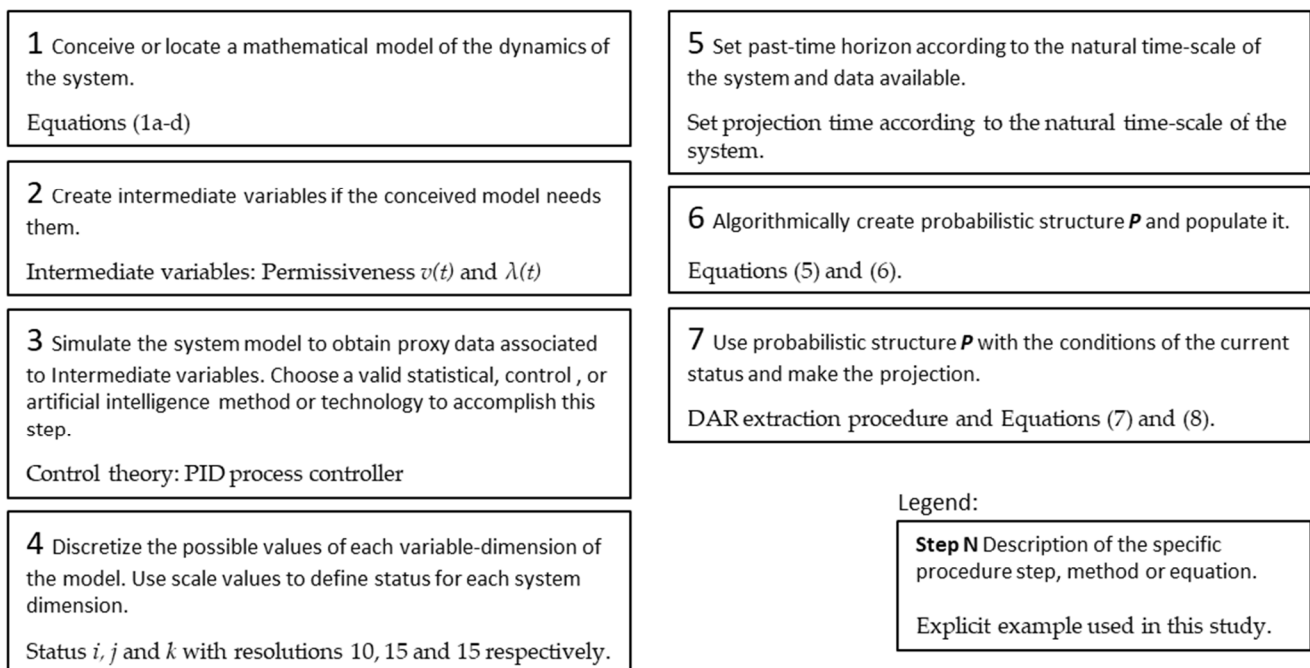 1 Conceive or locate a mathematical model of the dynamics of
the system.
Equations (1a-d)
2 Create intermediate variables if the conceived model needs
them.
Intermediate variables: Permissiveness v(t) and λ(t)
3 Simulate the system model to obtain proxy data associated
to Intermediate variables. Choose a valid statistical, control , or
artificial intelligence method or technology to accomplish this
step.
Control theory: PID process controller
4 Discretize the possible values of each variable-dimension of
the model. Use scale values to define status for each system
dimension.
Status i, j and k with resolutions 10, 15 and 15 respectively.
5 Set past-time horizon according to the natural time-scale of
the system and data available.
Set projection time according to the natural time-scale of the
system.
6 Algorithmically create probabilistic structure P and populate it.
Equations (5) and (6).
7 Use probabilistic structure P with the conditions of the current
status and make the projection.
DAR extraction procedure and Equations (7) and (8).
Legend:
Step N Description of the specific
procedure step, method or equation.
Explicit example used in this study.